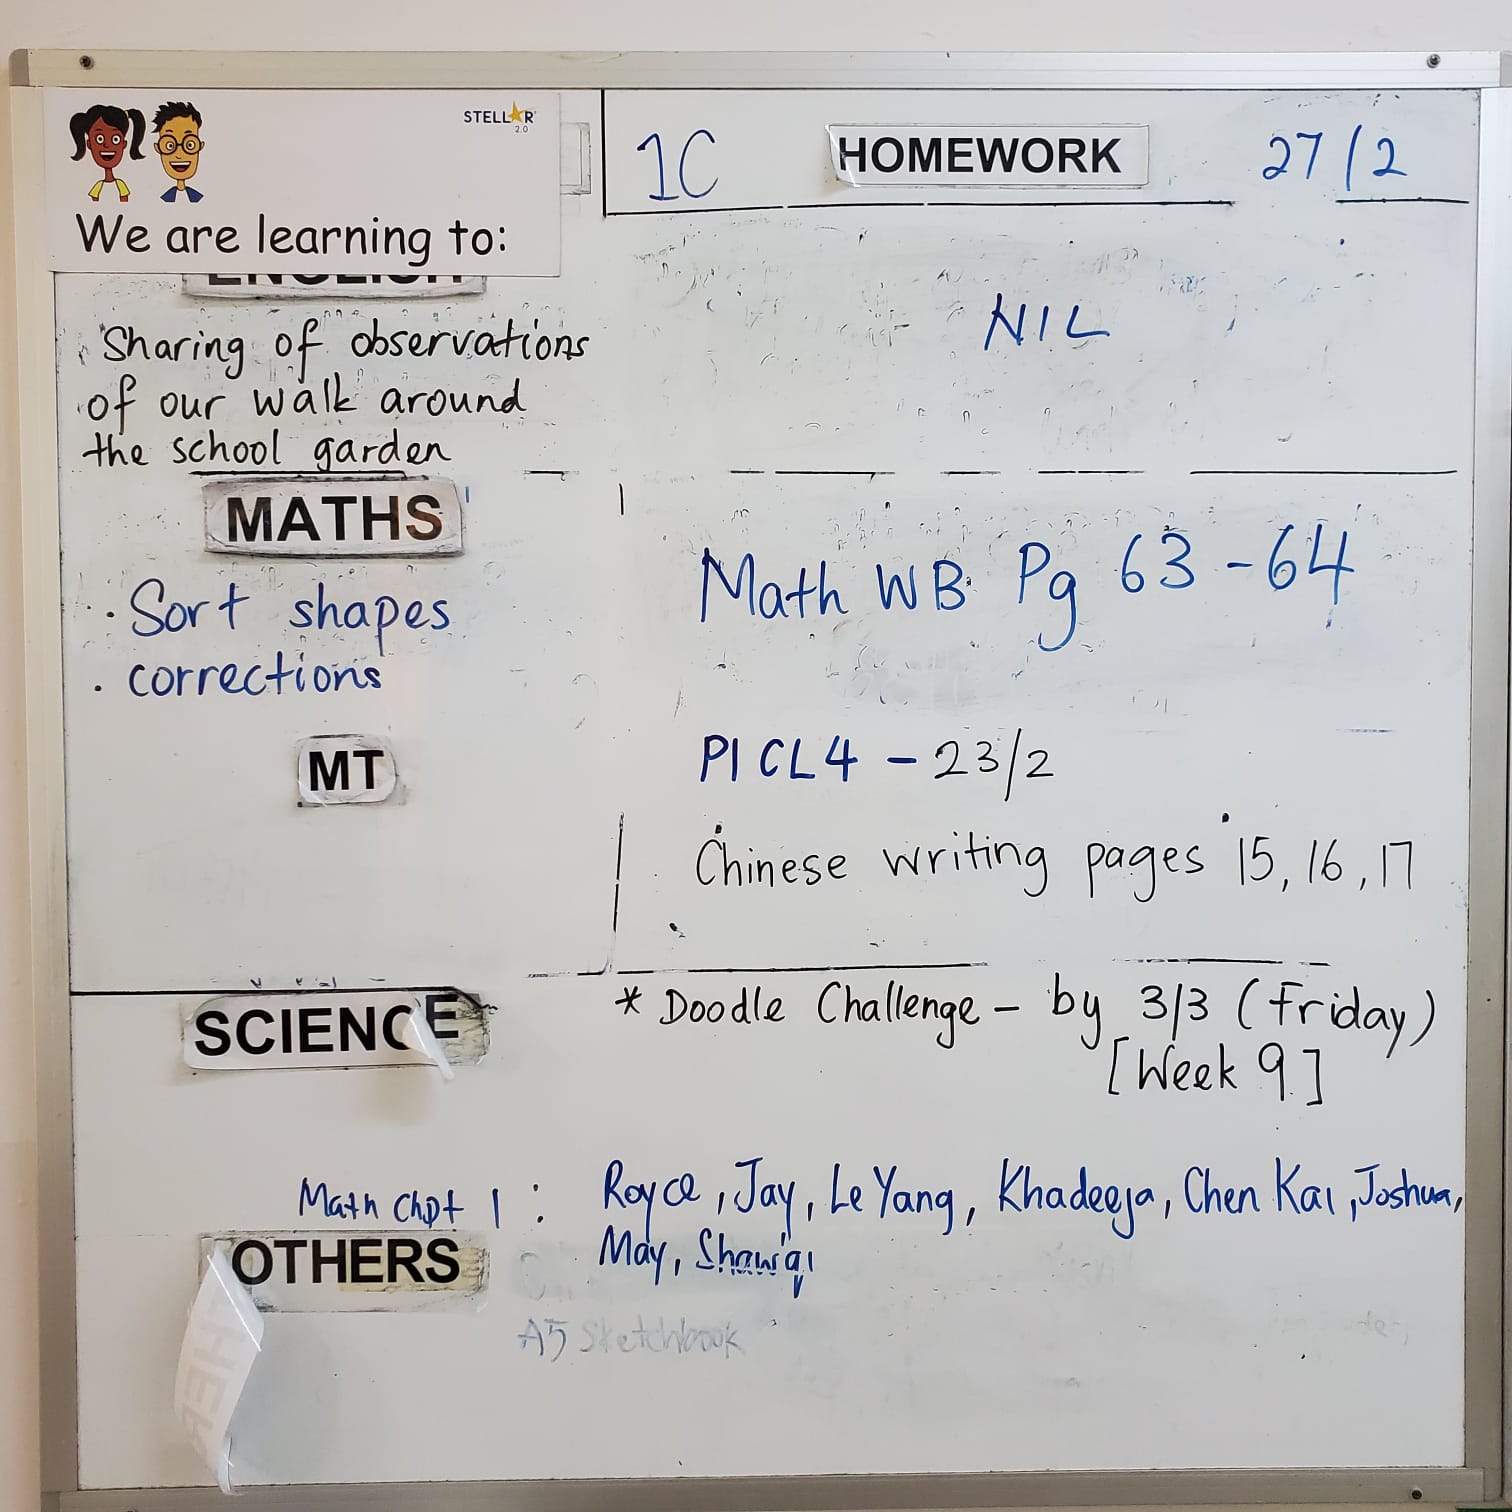 STELLAR
2.0
We are learning to:
1C HOMEWORK 27/2
ENGLISH
NIL
Sharing of observations
of our walk around
the school garden
MATHS
Math WB Pg 63-64
· Sort shapes
· corrections
MT
P1 CL4 - 23/2
Chinese writing pages 15, 16, 17
SCIENCE
* Doodle Challenge - by 3/3 (Friday)
[Week 9]
Math Chpt 1 : Royce, Jay, Le Yang, Khadeeja, Chen Kai, Joshua,
May, Shawqi
OTHERS
A5 Sketchbook